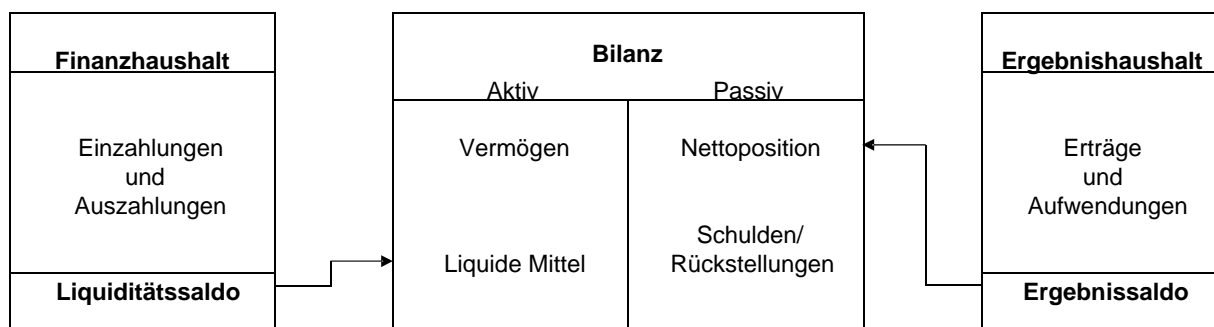 Finanzhaushalt
Einzahlungen
und
Auszahlungen
Liquiditätssaldo
Bilanz
Aktiv Passiv
Vermögen Nettoposition
Liquide Mittel
Schulden/
Rückstellungen
Ergebnishaushalt
Erträge
und
Aufwendungen
Ergebnissaldo